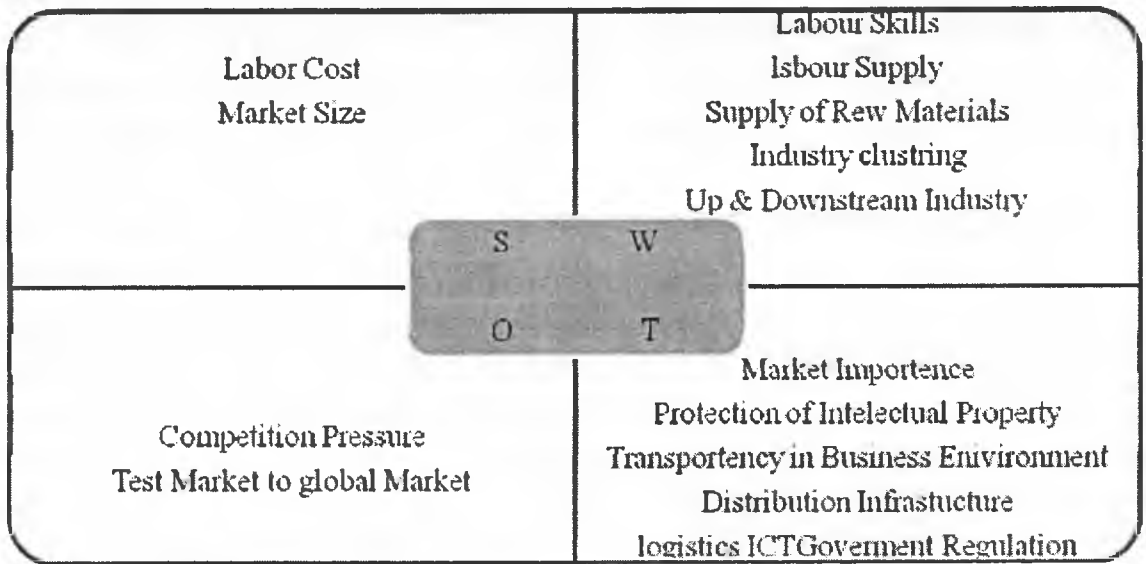 Labor Cost
Market Size
Labour Skills
Isbour Supply
Supply of Rew Materials
Industry clustring
Up & Downstream Industry
S W
O T
Competition Pressure
Test Market to global Market
Market Importence
Protection of Intelectual Property
Transportency in Business Enivironment
Distribution Infrastucture
logistics ICTGoverment Regulation